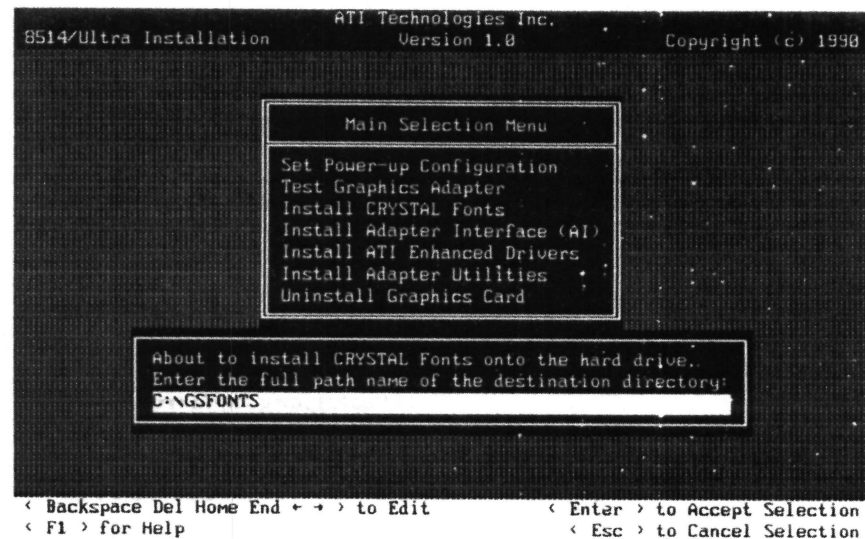 ATI Technologies Inc.
8514/Ultra Installation Version 1.0 Copyright (c) 1990
Main Selection Menu
Set Power-up Configuration
Test Graphics Adapter
Install CRYSTAL Fonts
Install Adapter Interface (AI)
Install ATI Enhanced Drivers
Install Adapter Utilities
Uninstall Graphics Card
About to install CRYSTAL Fonts onto the hard drive.
Enter the full path name of the destination directory:
C:\GSFONTS
< Backspace Del Home End ← → > to Edit < Enter > to Accept Selection
< F1 > for Help < Esc > to Cancel Selection